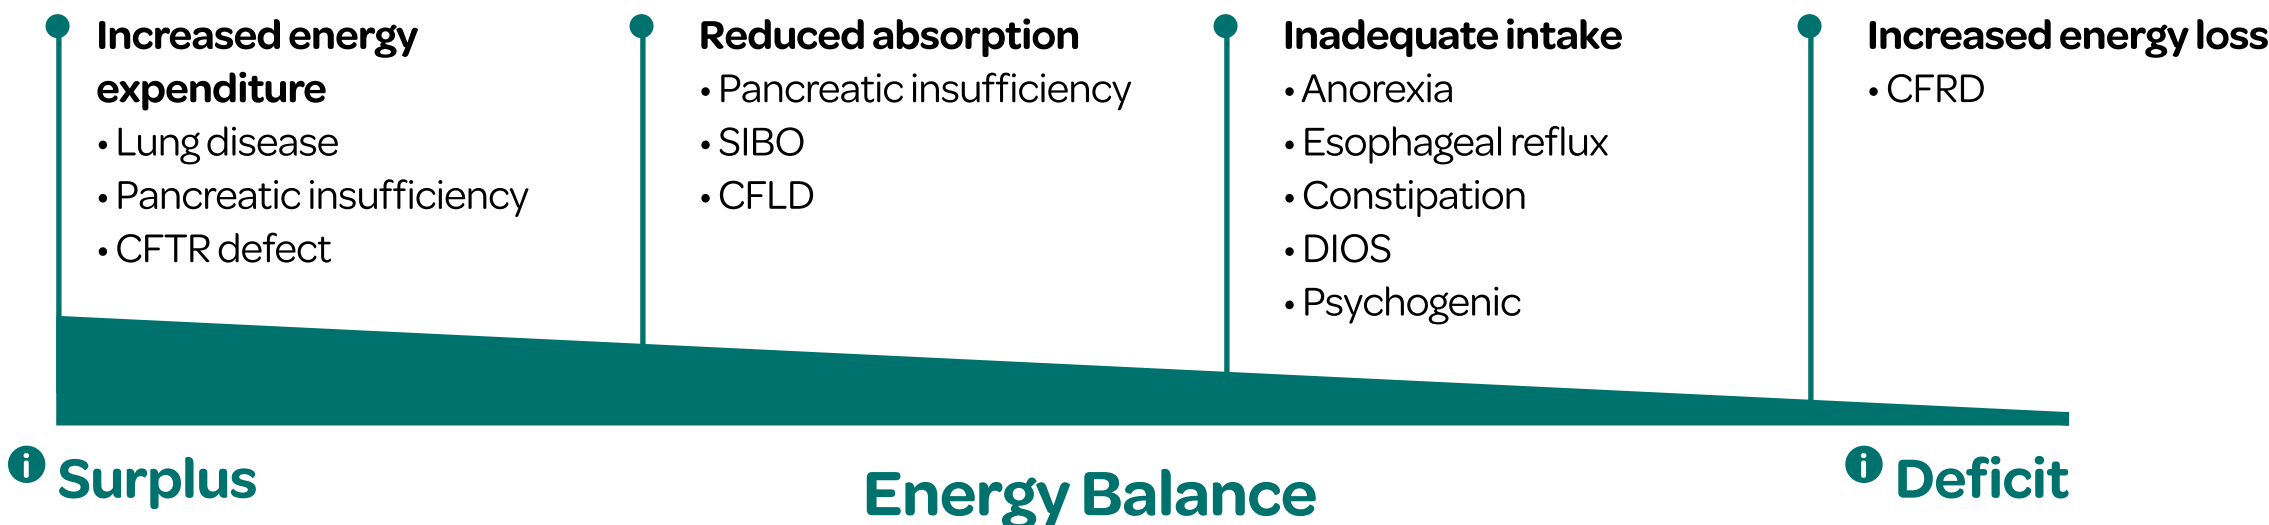 Increased energy
expenditure
• Lung disease
• Pancreatic insufficiency
• CFTR defect
Reduced absorption
• Pancreatic insufficiency
• SIBO
• CFLD
Inadequate intake
• Anorexia
• Esophageal reflux
• Constipation
• DIOS
• Psychogenic
Increased energy loss
• CFRD
i Surplus
Energy Balance
i Deficit